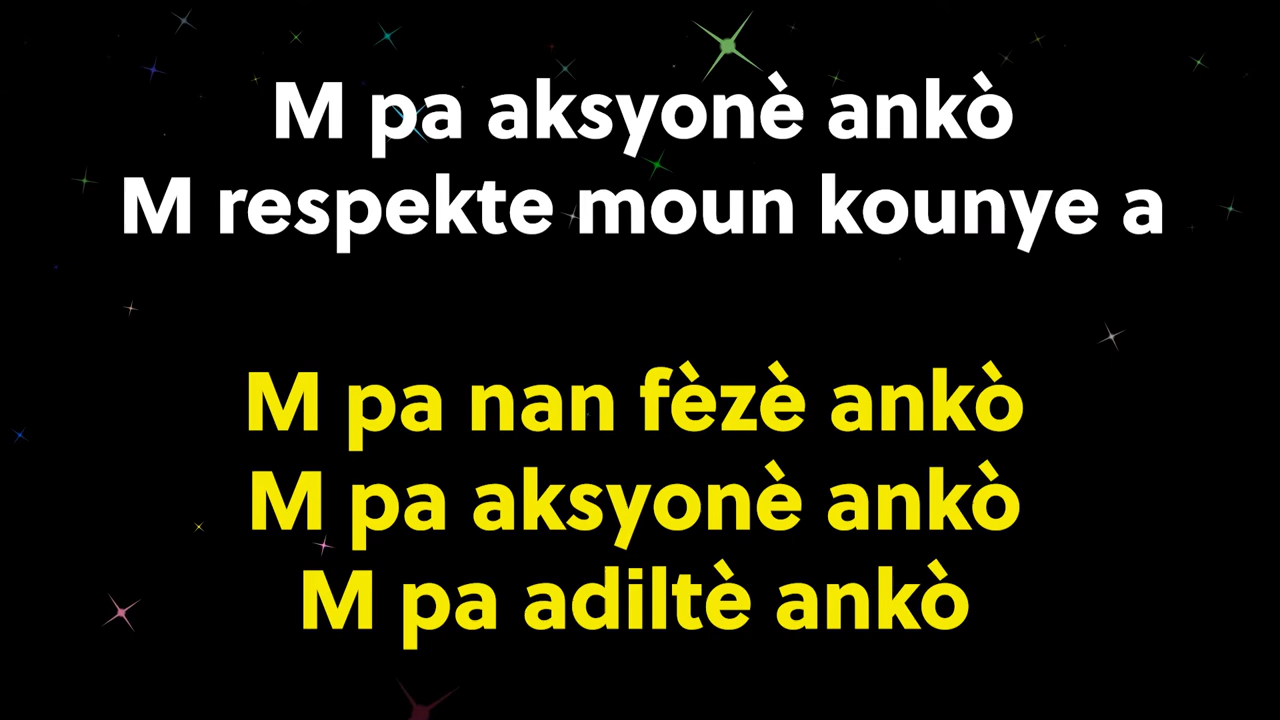 M pa aksyonè ankò
M respekte moun kounye a
M pa nan fèzè ankò
M pa aksyonè ankò
M pa adiltè ankò